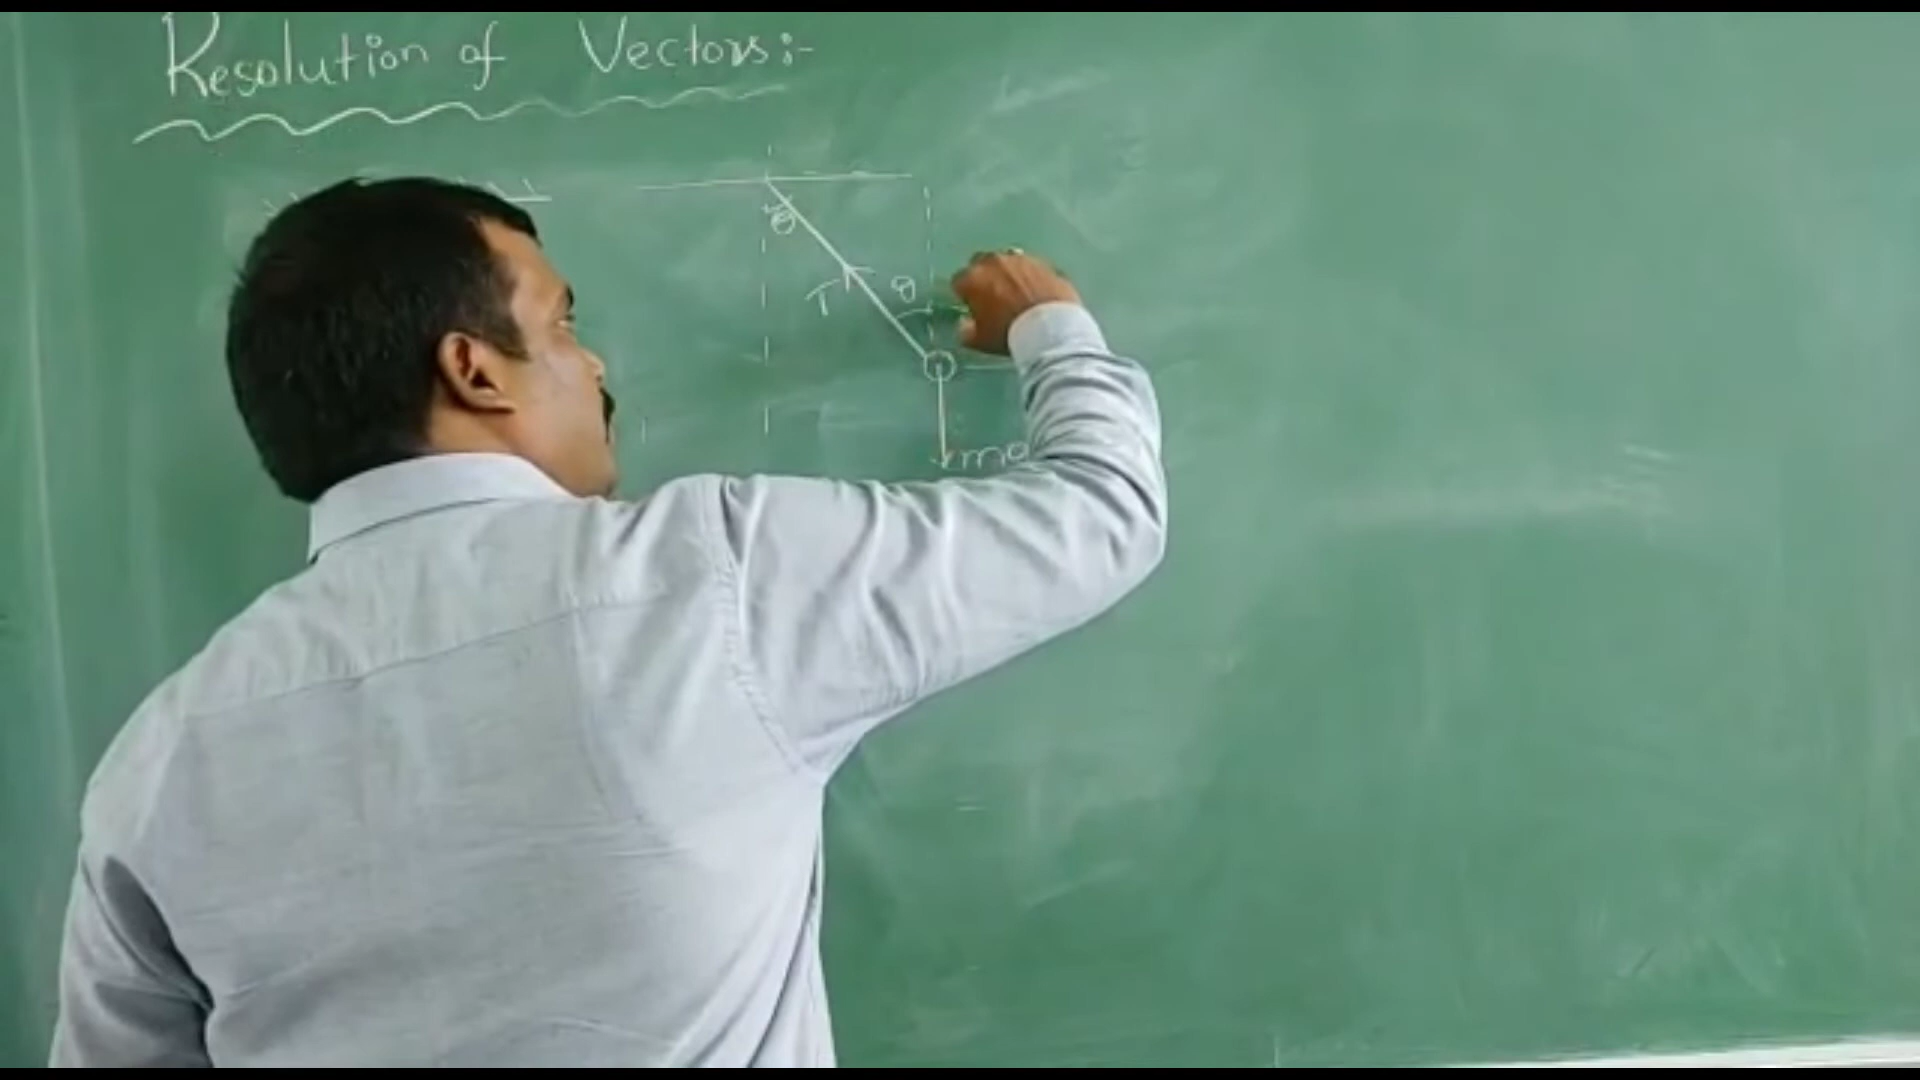 Resolution of Vectors:-
θ
θ
T
mg